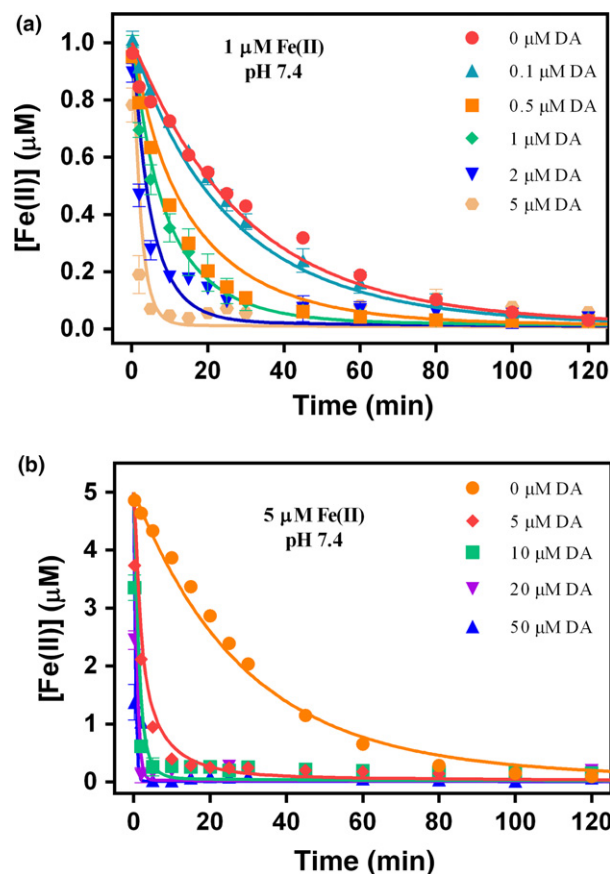 (a)
1 μM Fe(II)
pH 7.4
0 μM DA
0.1 μM DA
0.5 μM DA
1 μM DA
2 μM DA
5 μM DA
[Fe(II)] (μM)
1.0
0.8
0.6
0.4
0.2
0.0
0 20 40 60 80 100 120
Time (min)
(b)
5 μM Fe(II)
pH 7.4
0 μM DA
5 μM DA
10 μM DA
20 μM DA
50 μM DA
[Fe(II)] (μM)
5
4
3
2
1
0
0 20 40 60 80 100 120
Time (min)